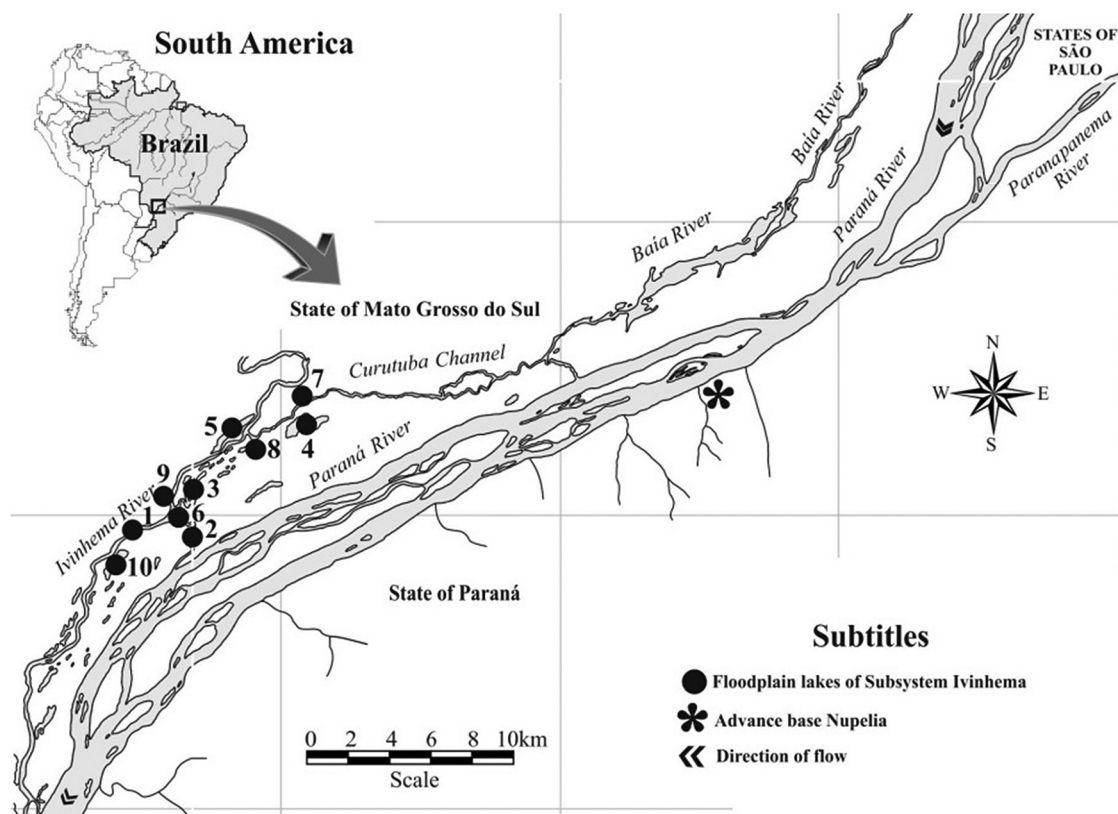 South America
Brazil
STATES OF
SÃO
PAULO
Baía River
Paraná River
Paranapanema
River
Baía River
State of Mato Grosso do Sul
Curutuba Channel
N
W E
S
7
5
4
8
Paraná River
9
3
Ivinhema River
1
6
2
10
State of Paraná
Subtitles
Floodplain lakes of Subsystem Ivinhema
Advance base Nupelia
Direction of flow
0 2 4 6 8 10km
Scale